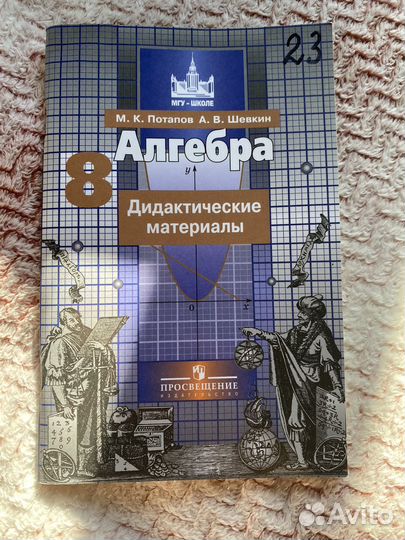 23
МГУ - ШКОЛЕ
М. К. Потапов А. В. Шевкин
8 Алгебра
Дидактические
материалы
y
0
x
ПРОСВЕЩЕНИЕ
ИЗДАТЕЛЬСТВО
Avito